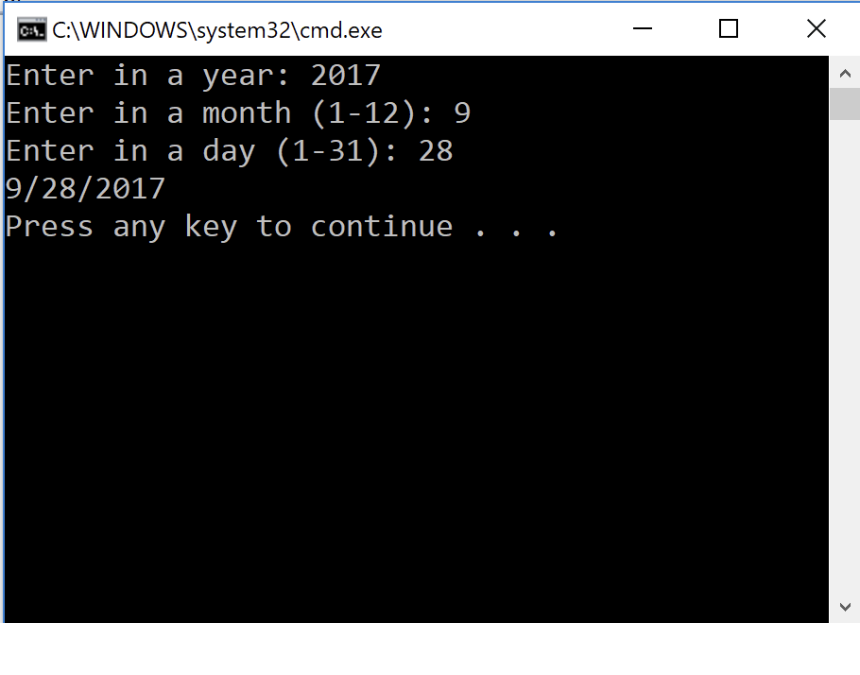 C:\WINDOWS\system32\cmd.exe
Enter in a year: 2017
Enter in a month (1-12): 9
Enter in a day (1-31): 28
9/28/2017
Press any key to continue . . .